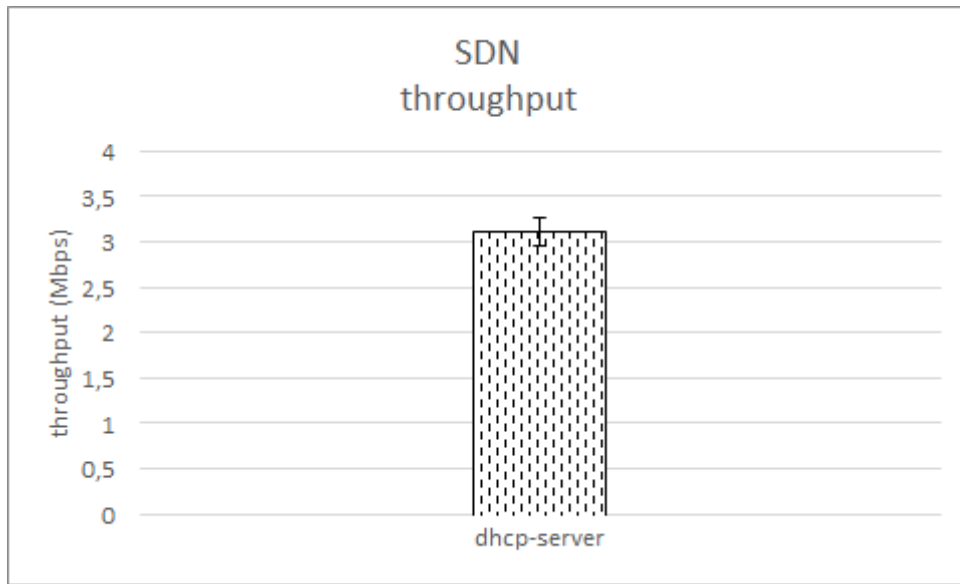 SDN
throughput
throughput (Mbps)
4
3,5
3
2,5
2
1,5
1
0,5
0
dhcp-server